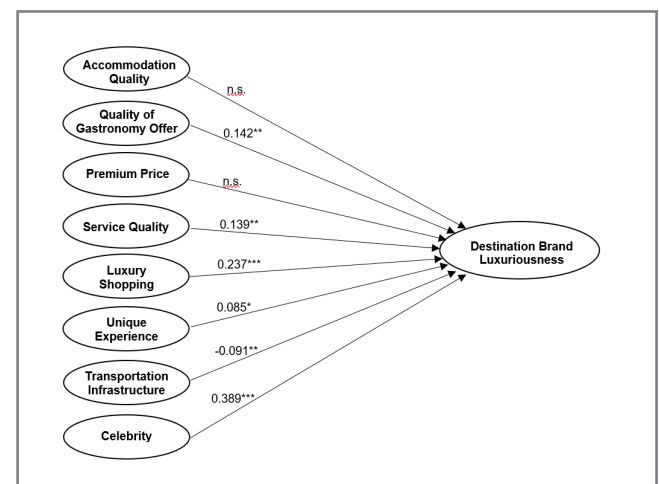 Accommodation
Quality
n.s.
Quality of
Gastronomy Offer
0.142**
Premium Price
n.s.
Service Quality
0.139**
Destination Brand
Luxuriousness
Luxury
Shopping
0.237***
Unique
Experience
0.085*
Transportation
Infrastructure
-0.091**
Celebrity
0.389***